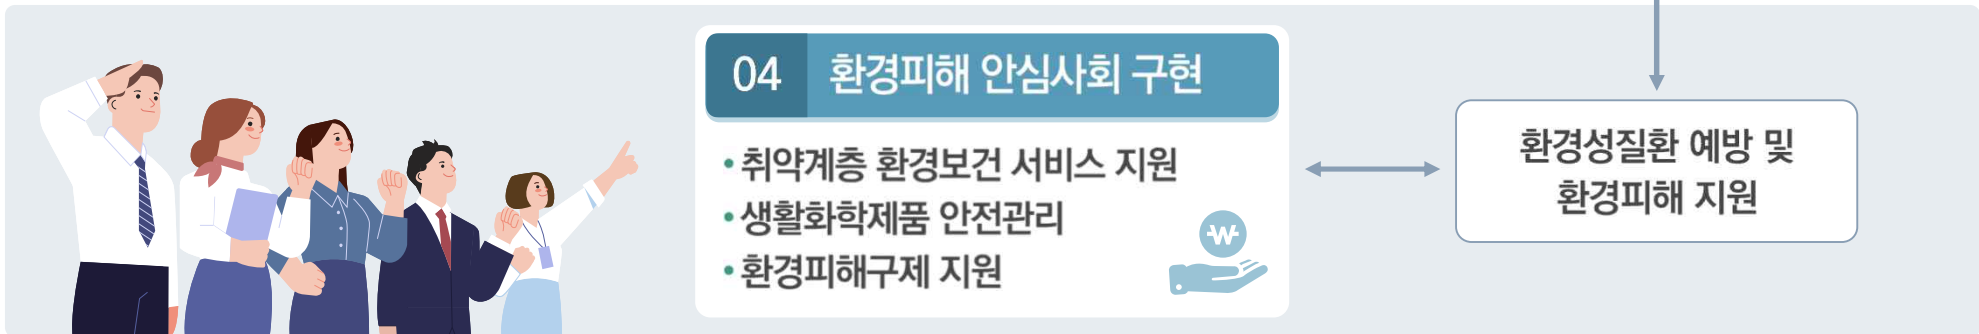 04 환경피해 안심사회 구현
• 취약계층 환경보건 서비스 지원
• 생활화학제품 안전관리
• 환경피해구제 지원
₩
환경성질환 예방 및
환경피해 지원